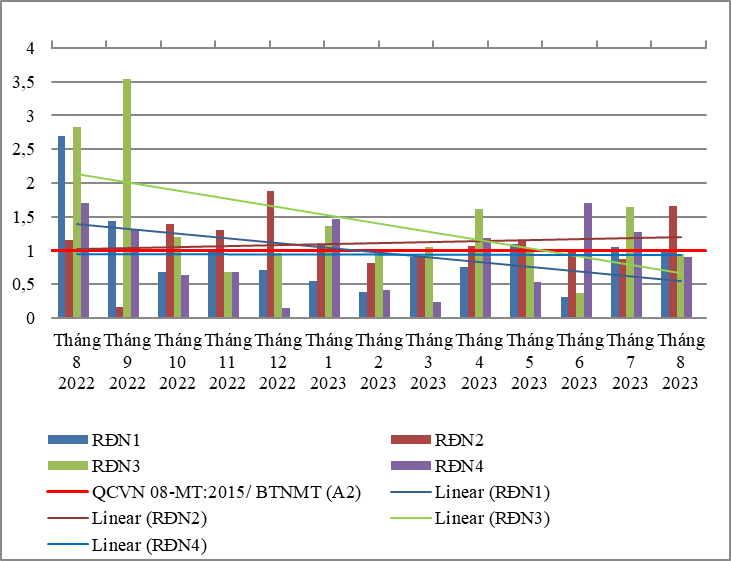 4
3,5
3
2,5
2
1,5
1
0,5
0
Tháng Tháng Tháng Tháng Tháng Tháng Tháng Tháng Tháng Tháng Tháng Tháng Tháng
8 9 10 11 12 1 2 3 4 5 6 7 8
2022 2022 2022 2022 2022 2023 2023 2023 2023 2023 2023 2023 2023
RĐN1 RĐN2
RĐN3 RĐN4
QCVN 08-MT:2015/ BTNMT (A2) Linear (RĐN1)
Linear (RĐN2) Linear (RĐN3)
Linear (RĐN4)